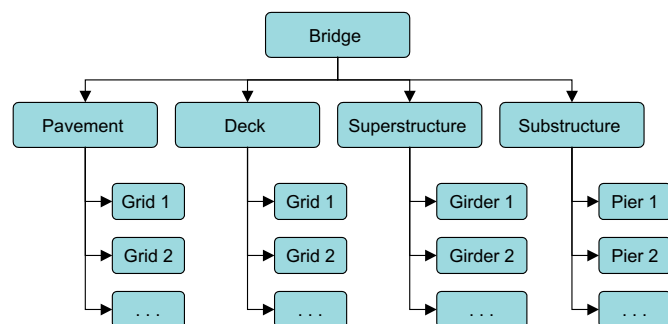 Bridge
Pavement
Deck
Superstructure
Substructure
Grid 1
Grid 1
Girder 1
Pier 1
Grid 2
Grid 2
Girder 2
Pier 2
. . .
. . .
. . .
. . .